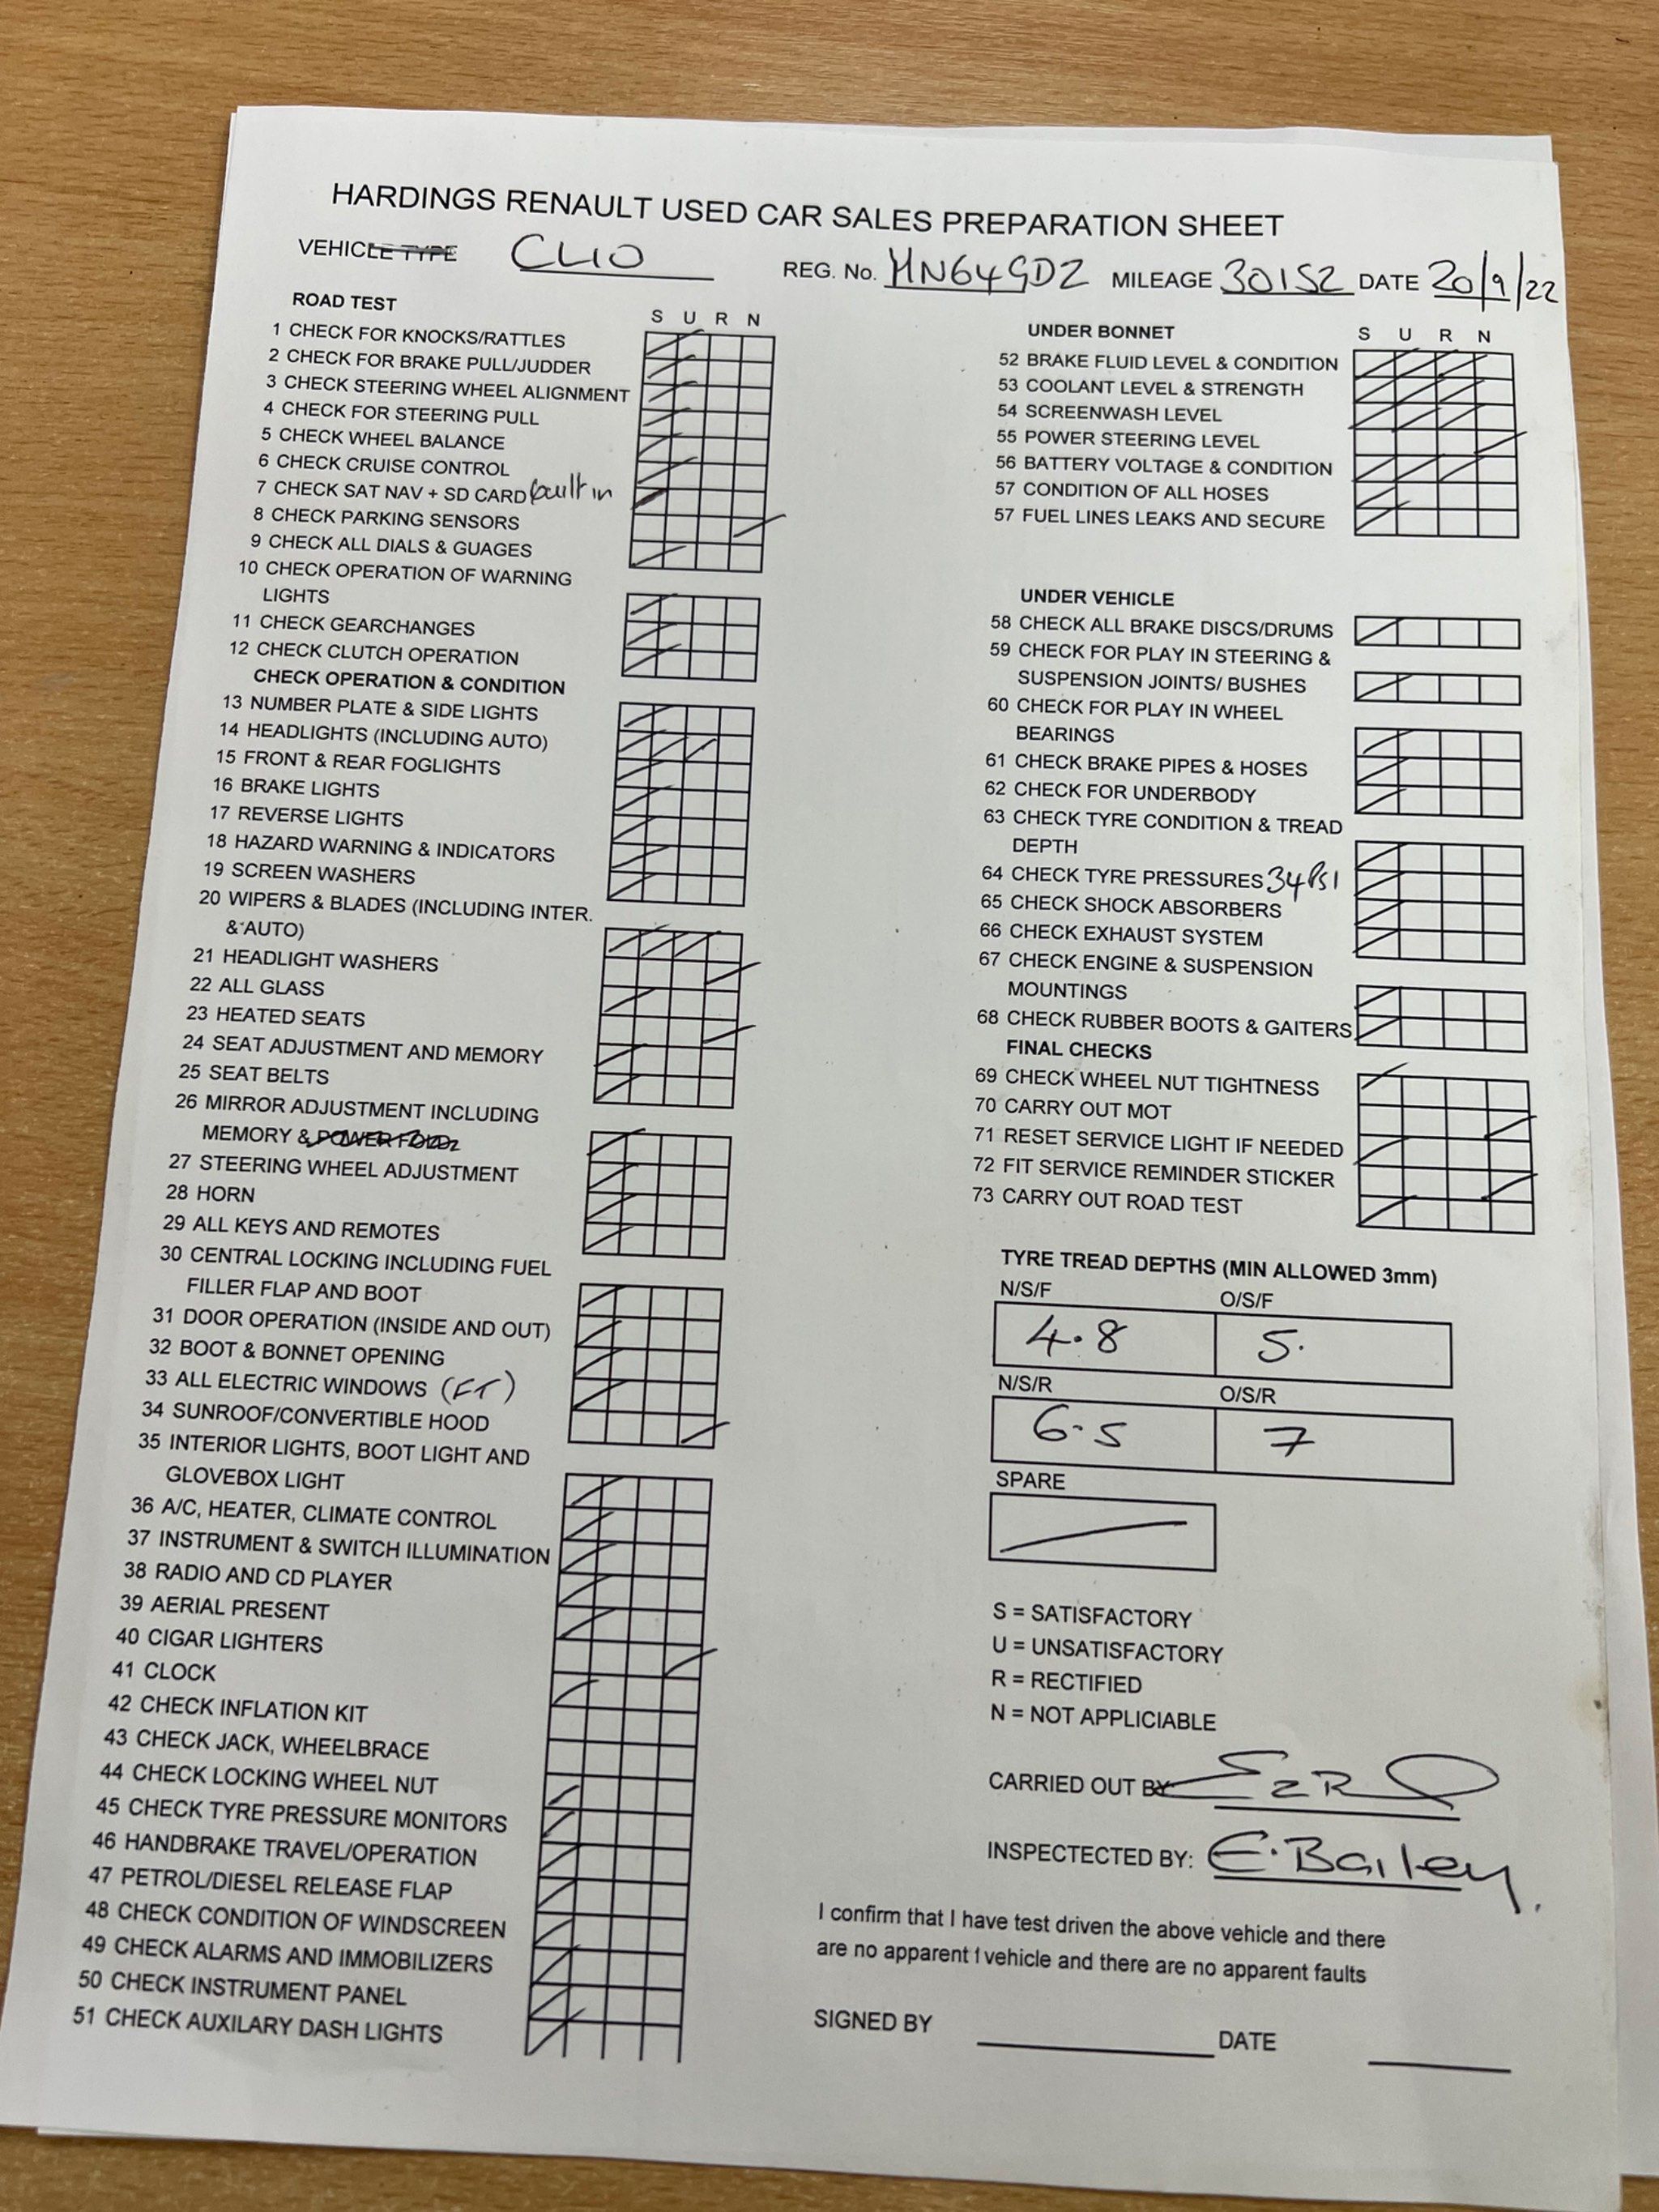 HARDINGS RENAULT USED CAR SALES PREPARATION SHEET
VEHICLE TYPE CLIO REG. No. HN64GDZ MILEAGE 30152 DATE 20/9/22
ROAD TEST
S U R N
1 CHECK FOR KNOCKS/RATTLES
2 CHECK FOR BRAKE PULL/JUDDER
3 CHECK STEERING WHEEL ALIGNMENT
4 CHECK FOR STEERING PULL
5 CHECK WHEEL BALANCE
6 CHECK CRUISE CONTROL
7 CHECK SAT NAV + SD CARD built in
8 CHECK PARKING SENSORS
9 CHECK ALL DIALS & GUAGES
10 CHECK OPERATION OF WARNING
LIGHTS
11 CHECK GEARCHANGES
12 CHECK CLUTCH OPERATION
CHECK OPERATION & CONDITION
13 NUMBER PLATE & SIDE LIGHTS
14 HEADLIGHTS (INCLUDING AUTO)
15 FRONT & REAR FOGLIGHTS
16 BRAKE LIGHTS
17 REVERSE LIGHTS
18 HAZARD WARNING & INDICATORS
19 SCREEN WASHERS
20 WIPERS & BLADES (INCLUDING INTER.
& AUTO)
21 HEADLIGHT WASHERS
22 ALL GLASS
23 HEATED SEATS
24 SEAT ADJUSTMENT AND MEMORY
25 SEAT BELTS
26 MIRROR ADJUSTMENT INCLUDING
MEMORY & POWER FOLD
27 STEERING WHEEL ADJUSTMENT
28 HORN
29 ALL KEYS AND REMOTES
30 CENTRAL LOCKING INCLUDING FUEL
FILLER FLAP AND BOOT
31 DOOR OPERATION (INSIDE AND OUT)
32 BOOT & BONNET OPENING
33 ALL ELECTRIC WINDOWS (FT)
34 SUNROOF/CONVERTIBLE HOOD
35 INTERIOR LIGHTS, BOOT LIGHT AND
GLOVEBOX LIGHT
36 A/C, HEATER, CLIMATE CONTROL
37 INSTRUMENT & SWITCH ILLUMINATION
38 RADIO AND CD PLAYER
39 AERIAL PRESENT
40 CIGAR LIGHTERS
41 CLOCK
42 CHECK INFLATION KIT
43 CHECK JACK, WHEELBRACE
44 CHECK LOCKING WHEEL NUT
45 CHECK TYRE PRESSURE MONITORS
46 HANDBRAKE TRAVEL/OPERATION
47 PETROL/DIESEL RELEASE FLAP
48 CHECK CONDITION OF WINDSCREEN
49 CHECK ALARMS AND IMMOBILIZERS
50 CHECK INSTRUMENT PANEL
51 CHECK AUXILARY DASH LIGHTS
UNDER BONNET
S U R N
52 BRAKE FLUID LEVEL & CONDITION
53 COOLANT LEVEL & STRENGTH
54 SCREENWASH LEVEL
55 POWER STEERING LEVEL
56 BATTERY VOLTAGE & CONDITION
57 CONDITION OF ALL HOSES
57 FUEL LINES LEAKS AND SECURE
UNDER VEHICLE
58 CHECK ALL BRAKE DISCS/DRUMS
59 CHECK FOR PLAY IN STEERING &
SUSPENSION JOINTS/ BUSHES
60 CHECK FOR PLAY IN WHEEL
BEARINGS
61 CHECK BRAKE PIPES & HOSES
62 CHECK FOR UNDERBODY
63 CHECK TYRE CONDITION & TREAD
DEPTH
64 CHECK TYRE PRESSURES 34 PSI
65 CHECK SHOCK ABSORBERS
66 CHECK EXHAUST SYSTEM
67 CHECK ENGINE & SUSPENSION
MOUNTINGS
68 CHECK RUBBER BOOTS & GAITERS
FINAL CHECKS
69 CHECK WHEEL NUT TIGHTNESS
70 CARRY OUT MOT
71 RESET SERVICE LIGHT IF NEEDED
72 FIT SERVICE REMINDER STICKER
73 CARRY OUT ROAD TEST
TYRE TREAD DEPTHS (MIN ALLOWED 3mm)
N/S/F O/S/F
4.8 5.
N/S/R O/S/R
6.5 7
SPARE
S = SATISFACTORY
U = UNSATISFACTORY
R = RECTIFIED
N = NOT APPLICIABLE
CARRIED OUT BY
INSPECTECTED BY: E.Bailey.
I confirm that I have test driven the above vehicle and there
are no apparent f vehicle and there are no apparent faults
SIGNED BY DATE